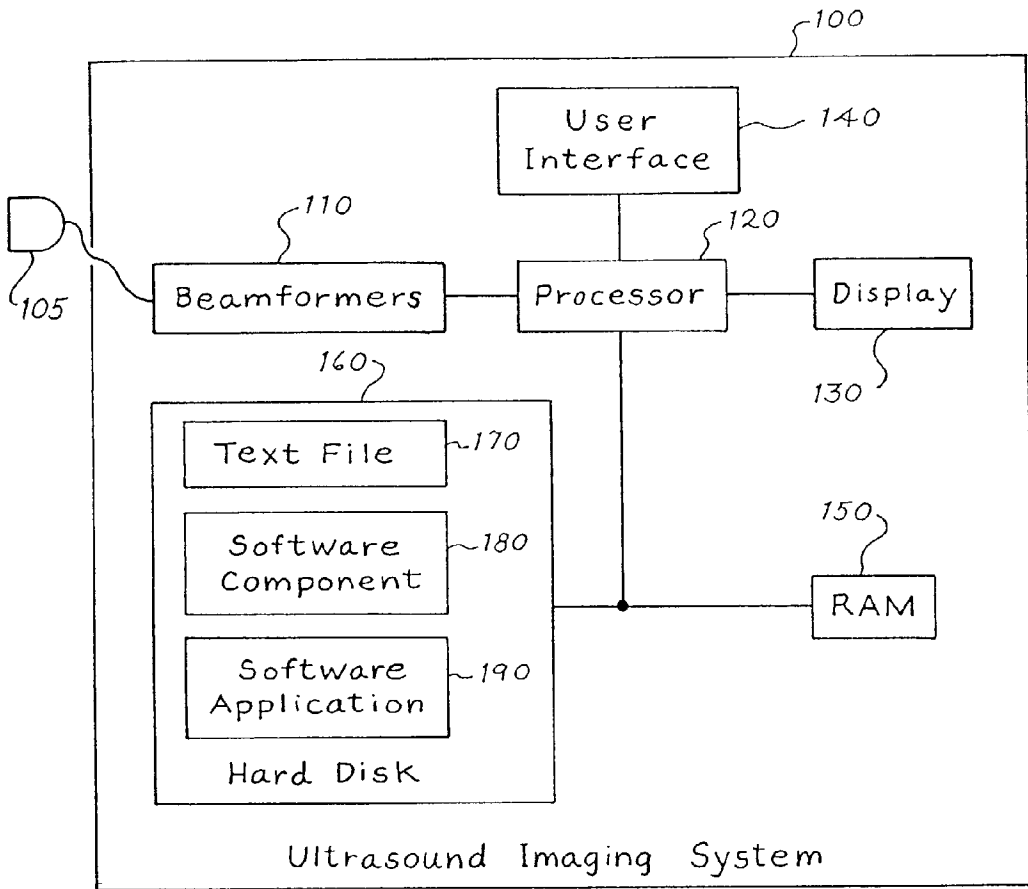 100
User
Interface
140
110
120
105
Beamformers
Processor
Display
160
130
Text File
170
Software
Component
180
150
RAM
Software
Application
190
Hard Disk
Ultrasound Imaging System